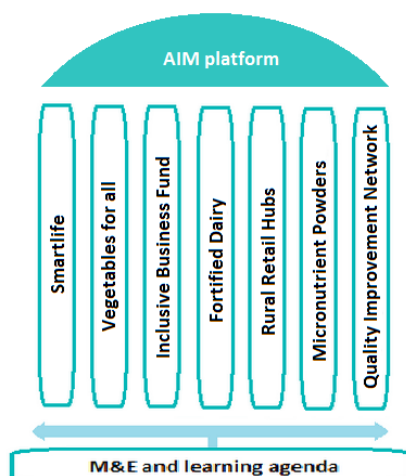 AIM platform
Smartlife
Vegetables for all
Inclusive Business Fund
Fortified Dairy
Rural Retail Hubs
Micronutrient Powders
Quality Improvement Network
M&E and learning agenda